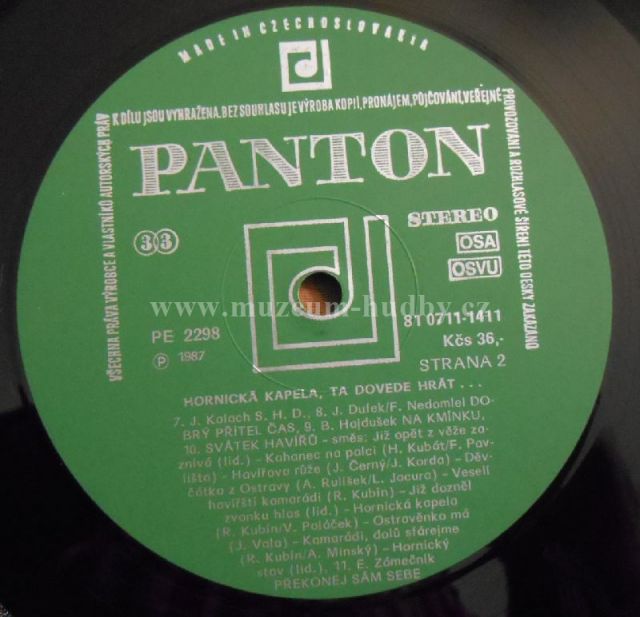 MADE IN CZECHOSLOVAKIA
VŠECHNA PRÁVA VÝROBCE A VLASTNÍKŮ AUTORSKÝCH PRÁV
K DÍLU JSOU VYHRAŽENA. BEZ SOUHLASU JE VÝROBA KOPIÍ, PRONÁJEM, PŮJČOVÁNÍ, VEŘEJNÉ
PROVOZOVÁNÍ A ROZHLASOVÉ ŠÍŘENÍ TÉTO DESKY ZAKÁZÁNO
PANTON
STEREO
33
OSA
OSVU
www.muzeum-hudby.cz
PE 2298
81 0711-1411
℗ 1987
Kčs 36,-
STRANA 2
HORNICKÁ KAPELA, TA DOVEDE HRÁT . . .
7. J. Kolach S. H. D., 8. J. Dulek/F. Nedomlel DO-
BRÝ PŘÍTEL ČAS, 9. B. Hajdušek NA KMÍNKU,
10. SVÁTEK HAVÍŘŮ - směs: Již opět z věže za-
znívá (lid.) - Kahanec na palci (H. Kubát/F. Pav-
lišta) - Havířova růže (J. Černý/J. Korda) - Děv-
čátka z Ostravy (A. Rulíšek/L. Jacura) - Veselí
havířští kamarádi (R. Kubín) - Již dozněl
zvonku hlas (lid.) - Hornická kapela
(R. Kubín/V. Poláček) - Ostravěnko má
(J. Vala) - Kamarádi, dolů sfárejme
(R. Kubín/A. Minský) - Hornický
stav (lid.), 11. E. Zámečník
PŘEKONEJ SÁM SEBE